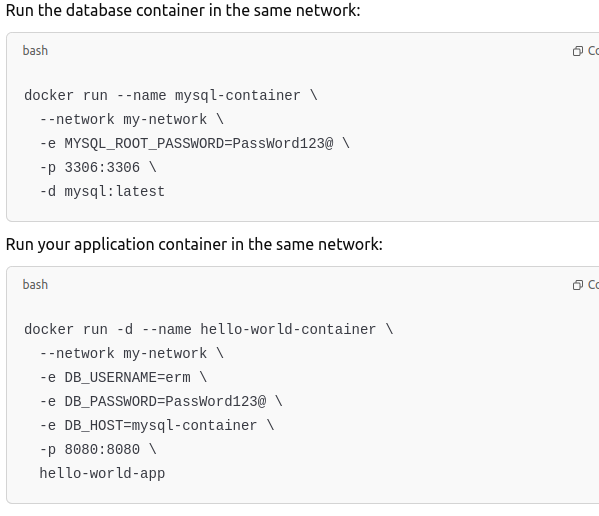 Run the database container in the same network:
bash Co
docker run --name mysql-container \
--network my-network \
-e MYSQL_ROOT_PASSWORD=PassWord123@ \
-p 3306:3306 \
-d mysql:latest
Run your application container in the same network:
bash Co
docker run -d --name hello-world-container \
--network my-network \
-e DB_USERNAME=erm \
-e DB_PASSWORD=PassWord123@ \
-e DB_HOST=mysql-container \
-p 8080:8080 \
hello-world-app